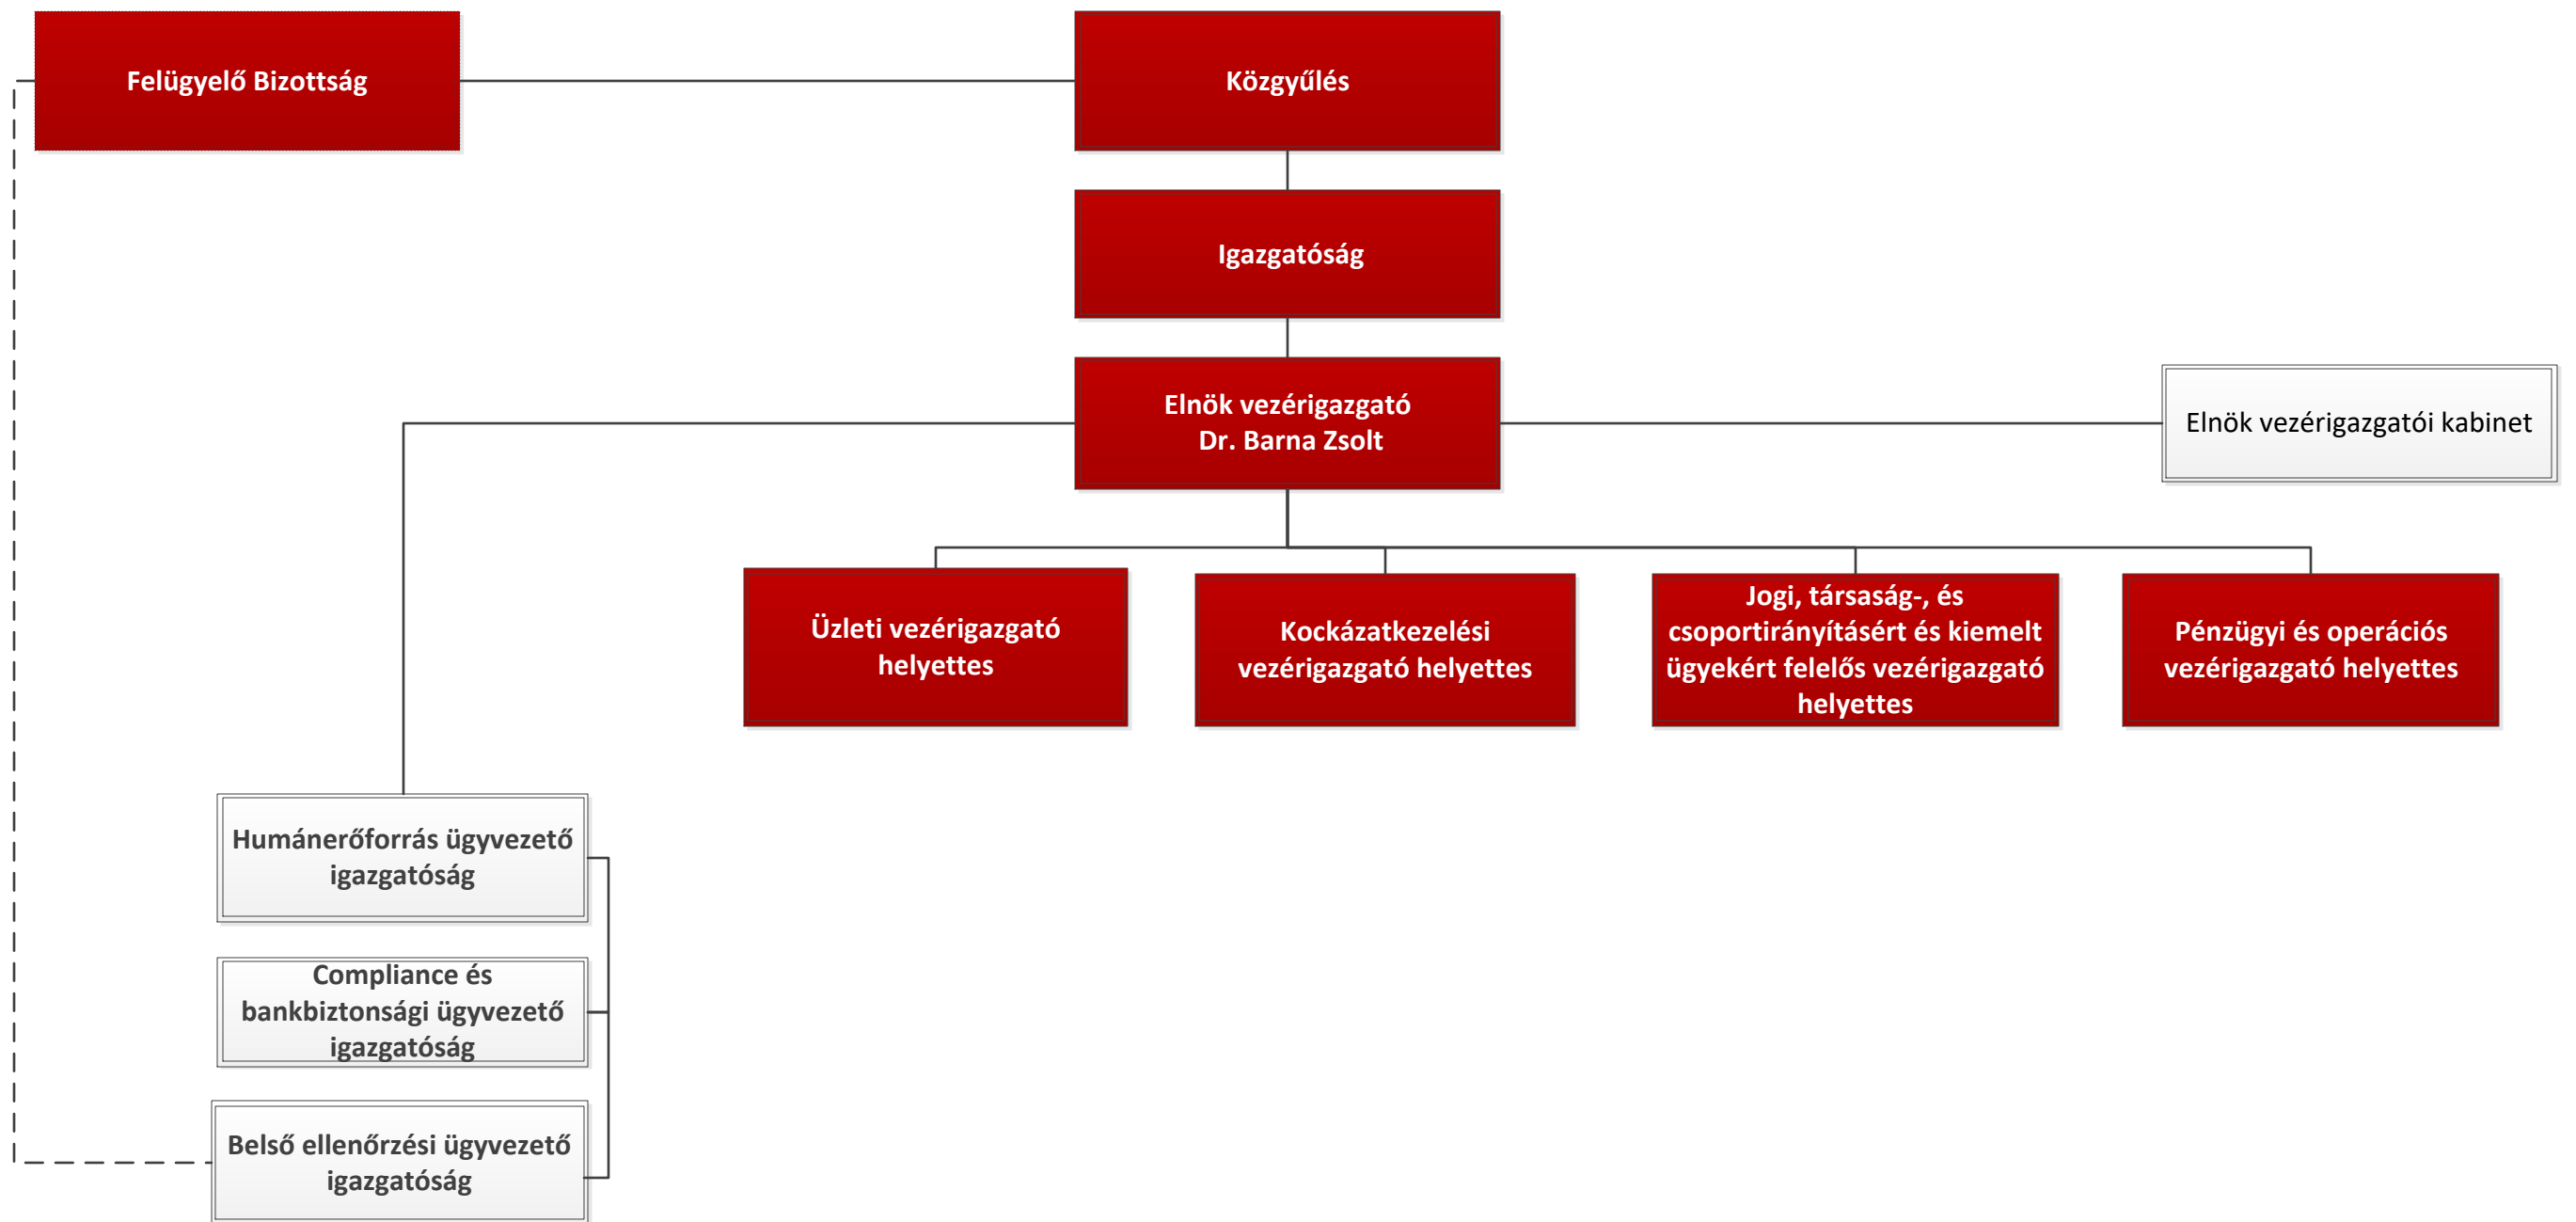 Felügyelő Bizottság
Közgyűlés
Igazgatóság
Elnök vezérigazgató
Dr. Barna Zsolt
Elnök vezérigazgatói kabinet
Üzleti vezérigazgató
helyettes
Kockázatkezelési
vezérigazgató helyettes
Jogi, társaság-, és
csoportirányításért és kiemelt
ügyekért felelős vezérigazgató
helyettes
Pénzügyi és operációs
vezérigazgató helyettes
Humánerőforrás ügyvezető
igazgatóság
Compliance és
bankbiztonsági ügyvezető
igazgatóság
Belső ellenőrzési ügyvezető
igazgatóság